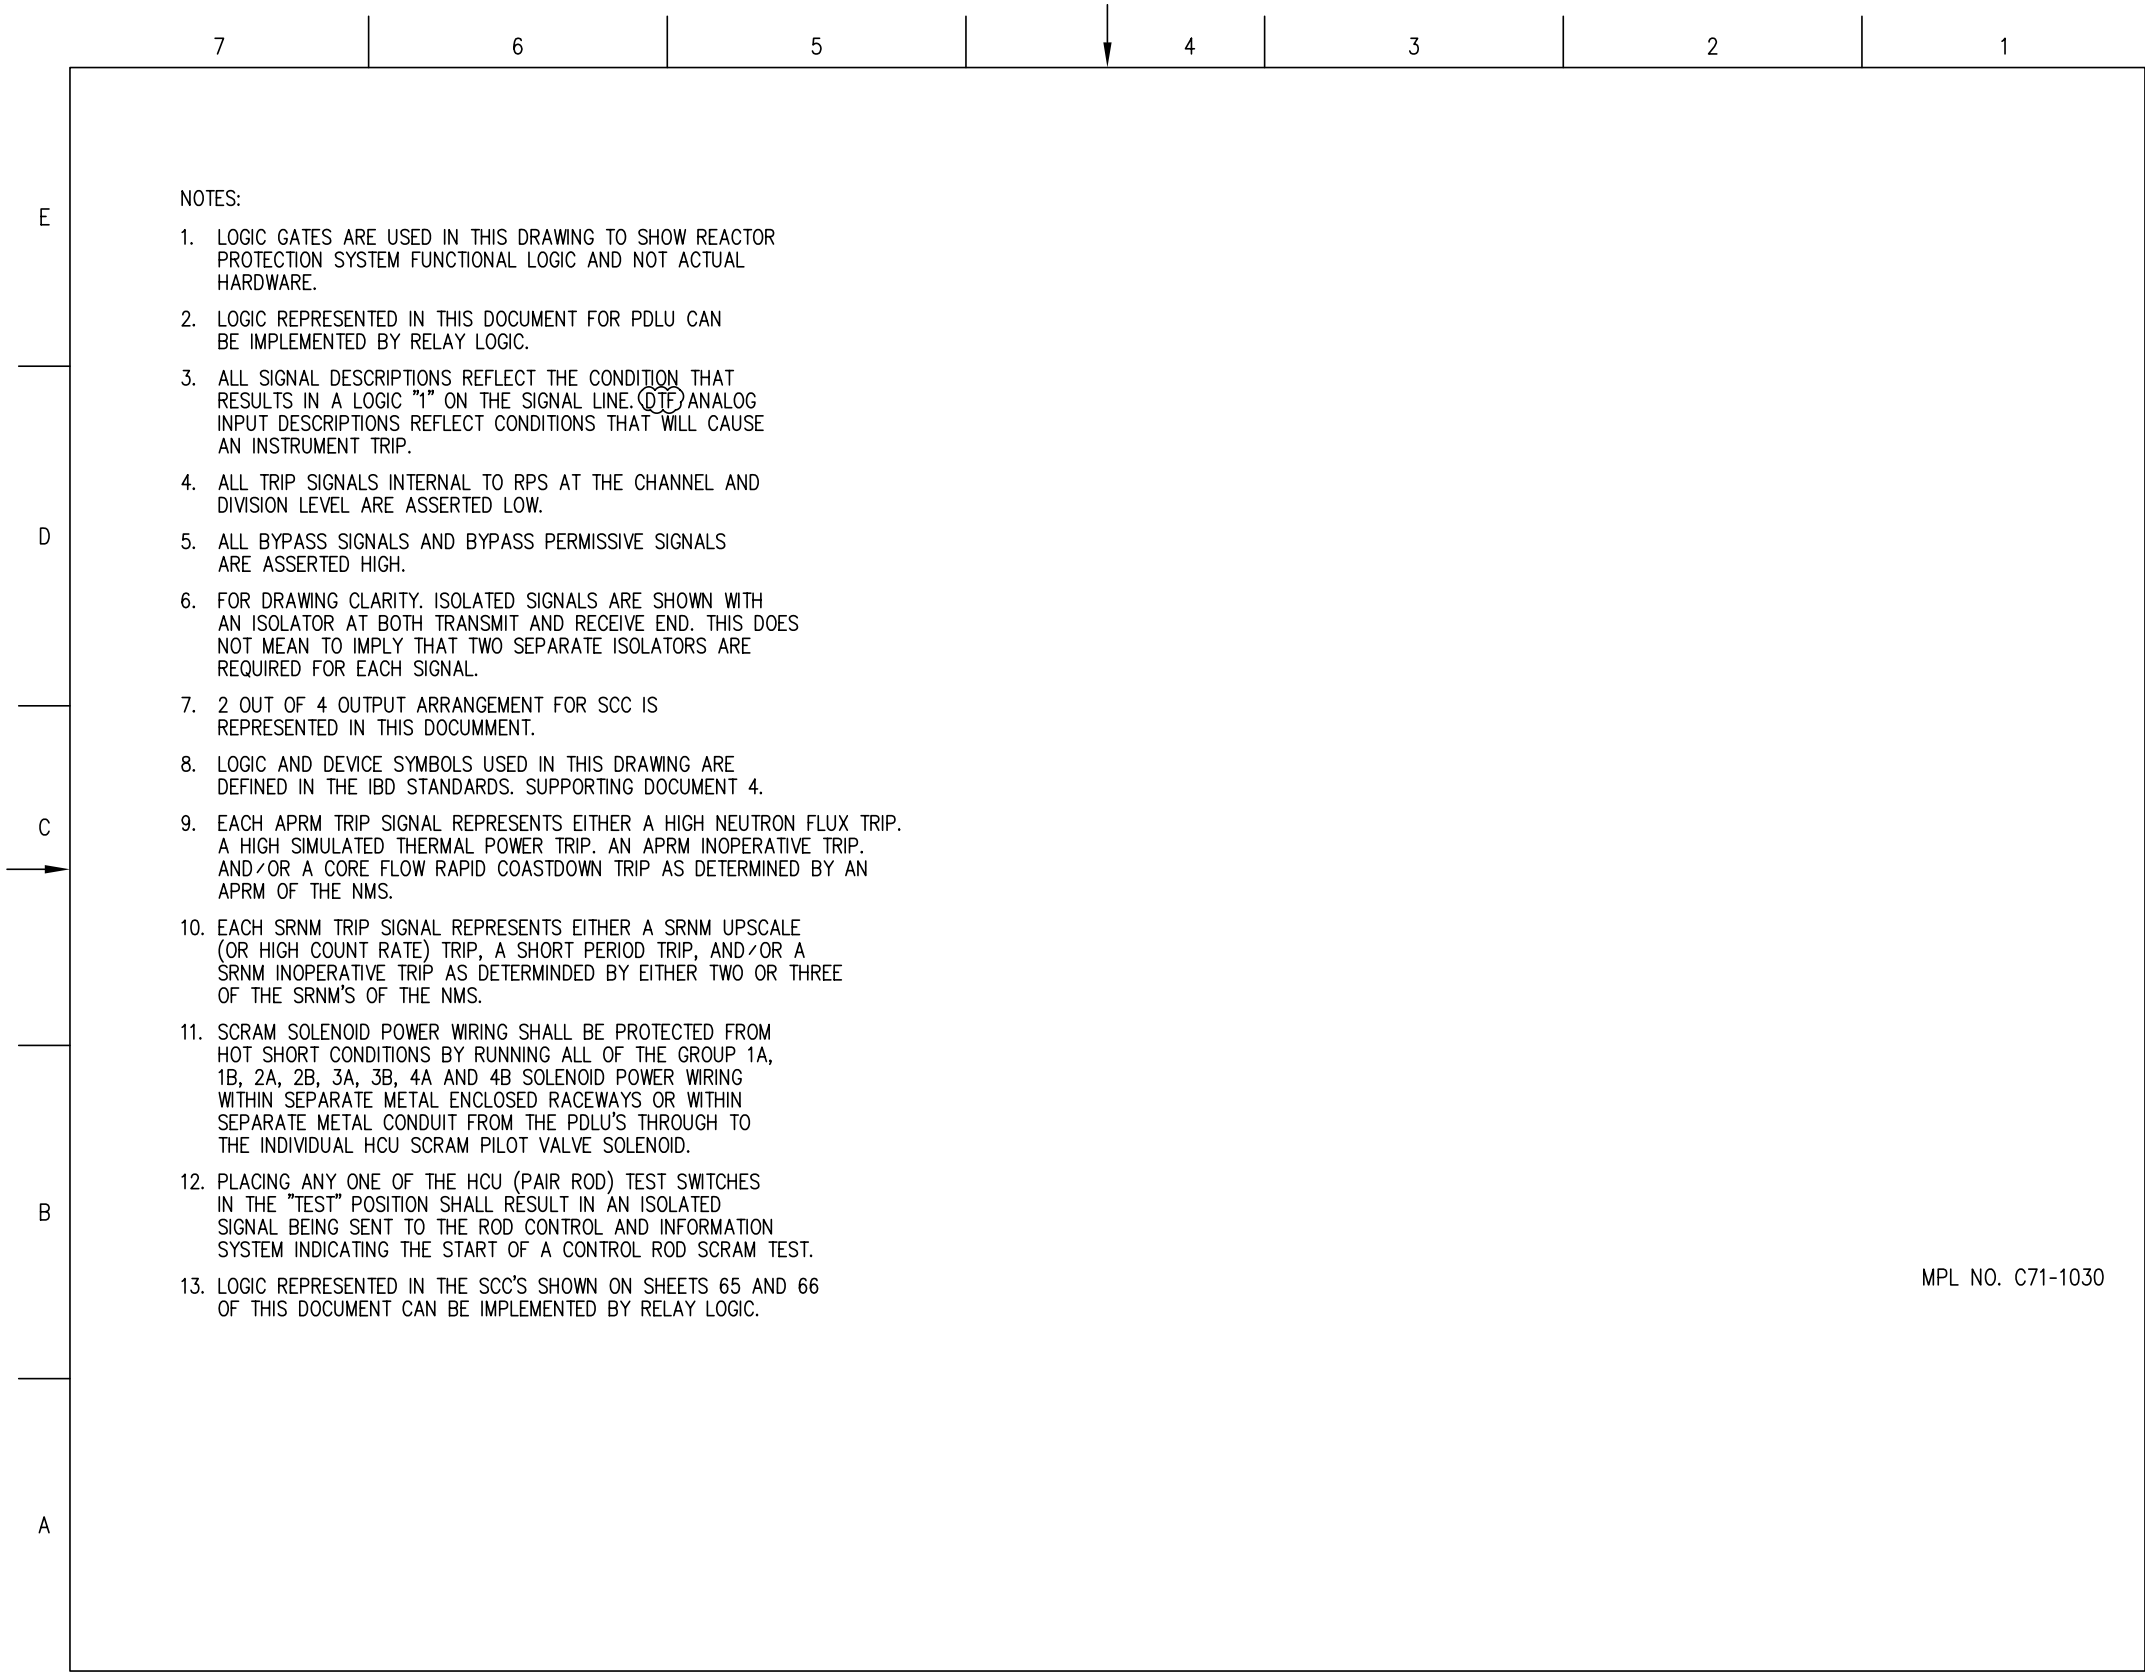 7 6 5 4 3 2 1
NOTES:
E
1. LOGIC GATES ARE USED IN THIS DRAWING TO SHOW REACTOR
PROTECTION SYSTEM FUNCTIONAL LOGIC AND NOT ACTUAL
HARDWARE.
2. LOGIC REPRESENTED IN THIS DOCUMENT FOR PDLU CAN
BE IMPLEMENTED BY RELAY LOGIC.
3. ALL SIGNAL DESCRIPTIONS REFLECT THE CONDITION THAT
RESULTS IN A LOGIC "1" ON THE SIGNAL LINE. DTF ANALOG
INPUT DESCRIPTIONS REFLECT CONDITIONS THAT WILL CAUSE
AN INSTRUMENT TRIP.
4. ALL TRIP SIGNALS INTERNAL TO RPS AT THE CHANNEL AND
DIVISION LEVEL ARE ASSERTED LOW.
D
5. ALL BYPASS SIGNALS AND BYPASS PERMISSIVE SIGNALS
ARE ASSERTED HIGH.
6. FOR DRAWING CLARITY. ISOLATED SIGNALS ARE SHOWN WITH
AN ISOLATOR AT BOTH TRANSMIT AND RECEIVE END. THIS DOES
NOT MEAN TO IMPLY THAT TWO SEPARATE ISOLATORS ARE
REQUIRED FOR EACH SIGNAL.
7. 2 OUT OF 4 OUTPUT ARRANGEMENT FOR SCC IS
REPRESENTED IN THIS DOCUMMENT.
8. LOGIC AND DEVICE SYMBOLS USED IN THIS DRAWING ARE
DEFINED IN THE IBD STANDARDS. SUPPORTING DOCUMENT 4.
C
9. EACH APRM TRIP SIGNAL REPRESENTS EITHER A HIGH NEUTRON FLUX TRIP.
A HIGH SIMULATED THERMAL POWER TRIP. AN APRM INOPERATIVE TRIP.
AND/OR A CORE FLOW RAPID COASTDOWN TRIP AS DETERMINED BY AN
APRM OF THE NMS.
10. EACH SRNM TRIP SIGNAL REPRESENTS EITHER A SRNM UPSCALE
(OR HIGH COUNT RATE) TRIP, A SHORT PERIOD TRIP, AND/OR A
SRNM INOPERATIVE TRIP AS DETERMINDED BY EITHER TWO OR THREE
OF THE SRNM'S OF THE NMS.
11. SCRAM SOLENOID POWER WIRING SHALL BE PROTECTED FROM
HOT SHORT CONDITIONS BY RUNNING ALL OF THE GROUP 1A,
1B, 2A, 2B, 3A, 3B, 4A AND 4B SOLENOID POWER WIRING
WITHIN SEPARATE METAL ENCLOSED RACEWAYS OR WITHIN
SEPARATE METAL CONDUIT FROM THE PDLU'S THROUGH TO
THE INDIVIDUAL HCU SCRAM PILOT VALVE SOLENOID.
12. PLACING ANY ONE OF THE HCU (PAIR ROD) TEST SWITCHES
IN THE "TEST" POSITION SHALL RESULT IN AN ISOLATED
SIGNAL BEING SENT TO THE ROD CONTROL AND INFORMATION
SYSTEM INDICATING THE START OF A CONTROL ROD SCRAM TEST.
B
13. LOGIC REPRESENTED IN THE SCC'S SHOWN ON SHEETS 65 AND 66
OF THIS DOCUMENT CAN BE IMPLEMENTED BY RELAY LOGIC.
MPL NO. C71-1030
A